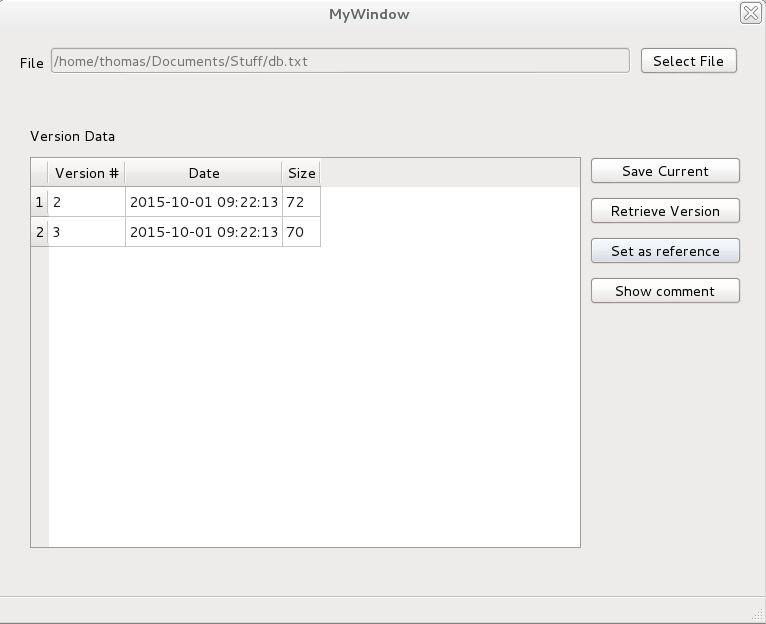 MyWindow
File /home/thomas/Documents/Stuff/db.txt Select File
Version Data
Version # Date Size
1 2 2015-10-01 09:22:13 72
2 3 2015-10-01 09:22:13 70
Save Current
Retrieve Version
Set as reference
Show comment